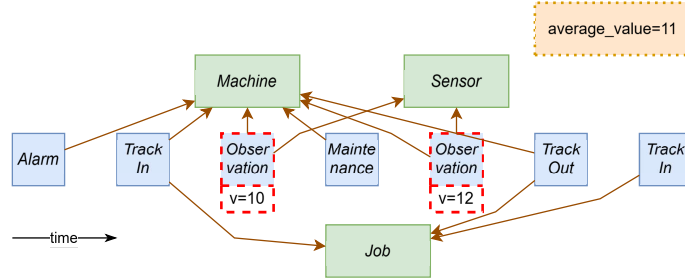 average_value=11
Machine
Sensor
Alarm
Track
In
Obser
vation
Mainte
nance
Obser
vation
Track
Out
Track
In
v=10
v=12
time
Job